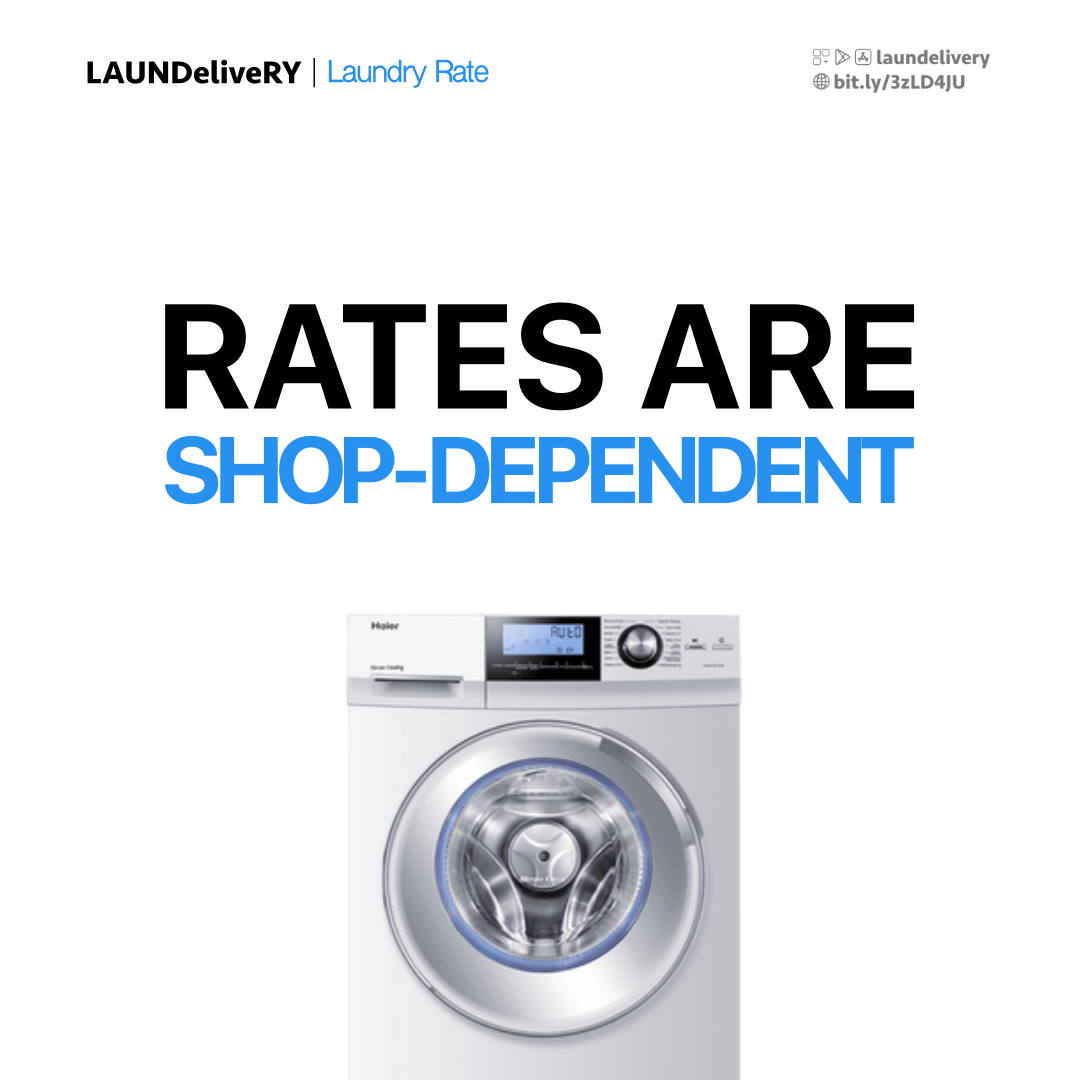 LAUNDeliveRY | Laundry Rate
laundelivery
bit.ly/3zLD4JU
RATES ARE
SHOP-DEPENDENT
Haier
AUtO